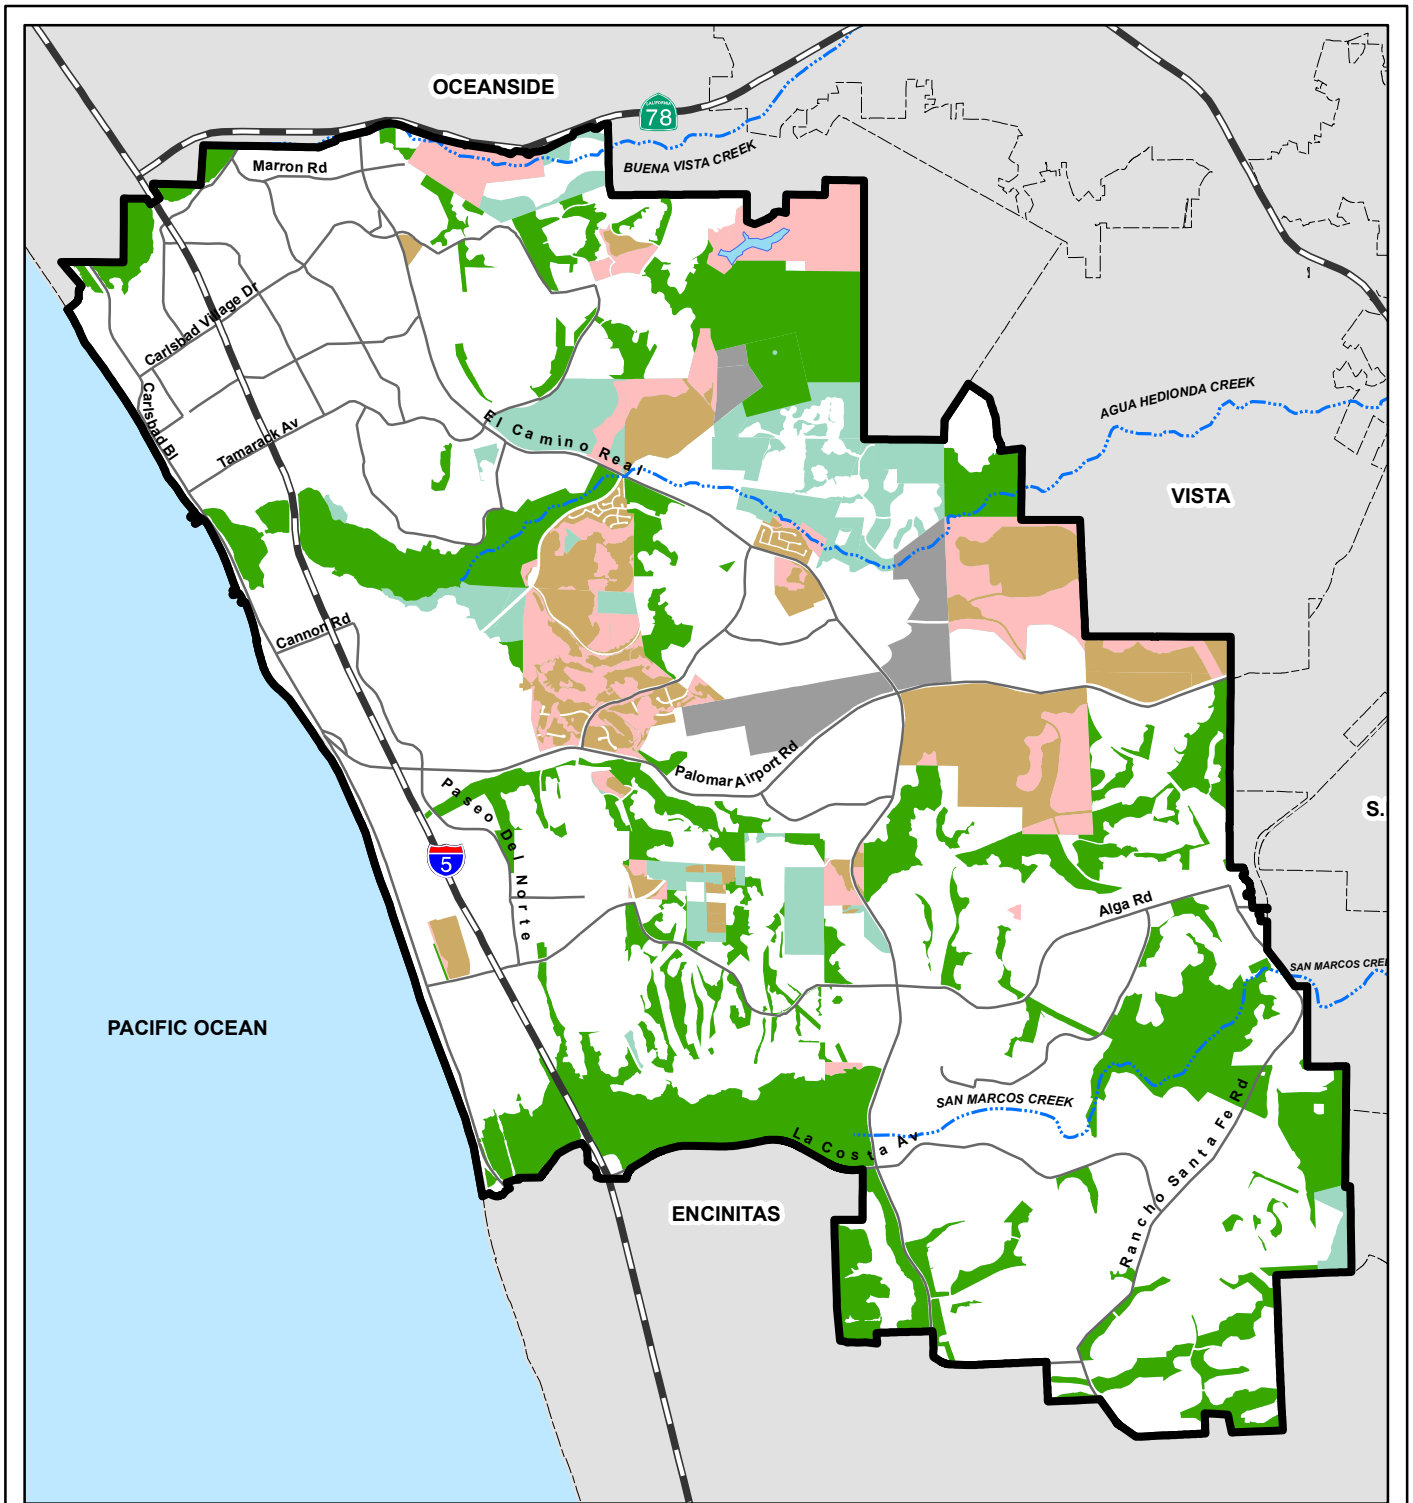 OCEANSIDE
CALIFORNIA
78
BUENA VISTA CREEK
Marron Rd
Carlsbad Village Dr
AGUA HEDIONDA CREEK
Carlsbad Bl
El Camino Real
Tamarack Av
VISTA
Cannon Rd
Palomar Airport Rd
Paseo Del Norte
S.
5
Alga Rd
SAN MARCOS CREE
PACIFIC OCEAN
SAN MARCOS CREEK
La Costa Av
Rancho Santa Fe Rd
ENCINITAS